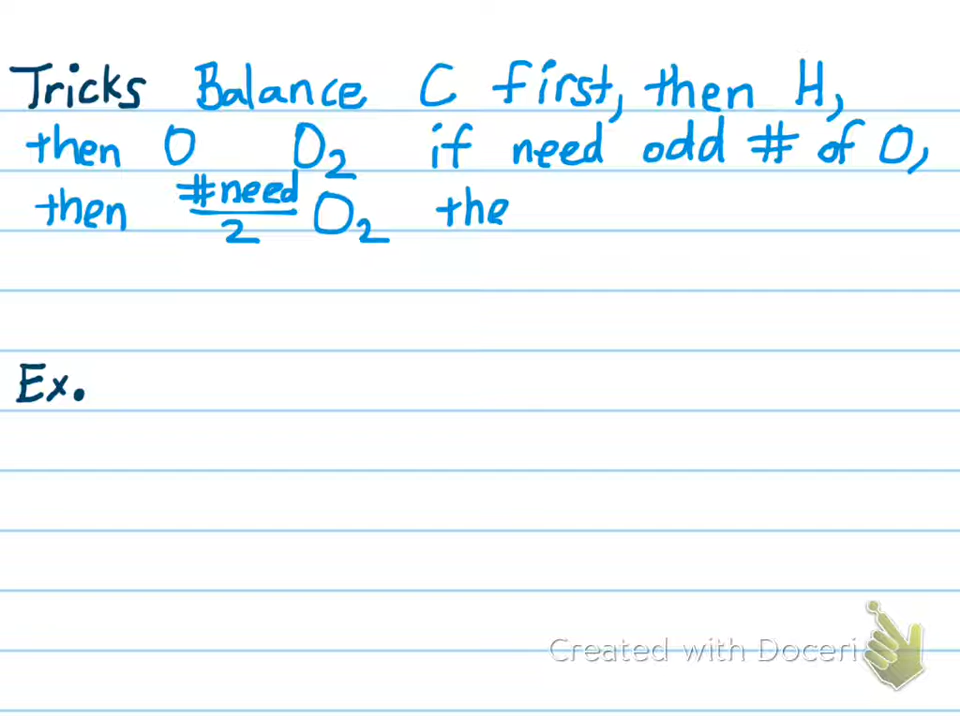 Tricks Balance C first, then H,
then O O₂ if need odd # of O,
then #need/2 O₂ the
Ex.
Created with Doceri